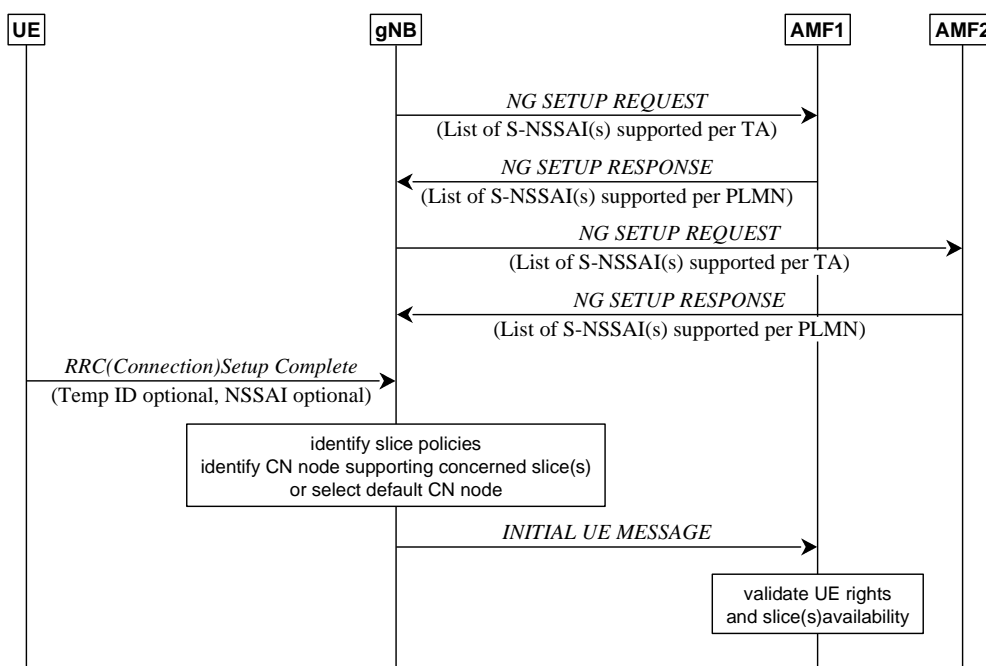 UE gNB AMF1 AMF2
NG SETUP REQUEST
(List of S-NSSAI(s) supported per TA)
NG SETUP RESPONSE
(List of S-NSSAI(s) supported per PLMN)
NG SETUP REQUEST
(List of S-NSSAI(s) supported per TA)
NG SETUP RESPONSE
(List of S-NSSAI(s) supported per PLMN)
RRC(Connection)Setup Complete
(Temp ID optional, NSSAI optional)
identify slice policies
identify CN node supporting concerned slice(s)
or select default CN node
INITIAL UE MESSAGE
validate UE rights
and slice(s)availability